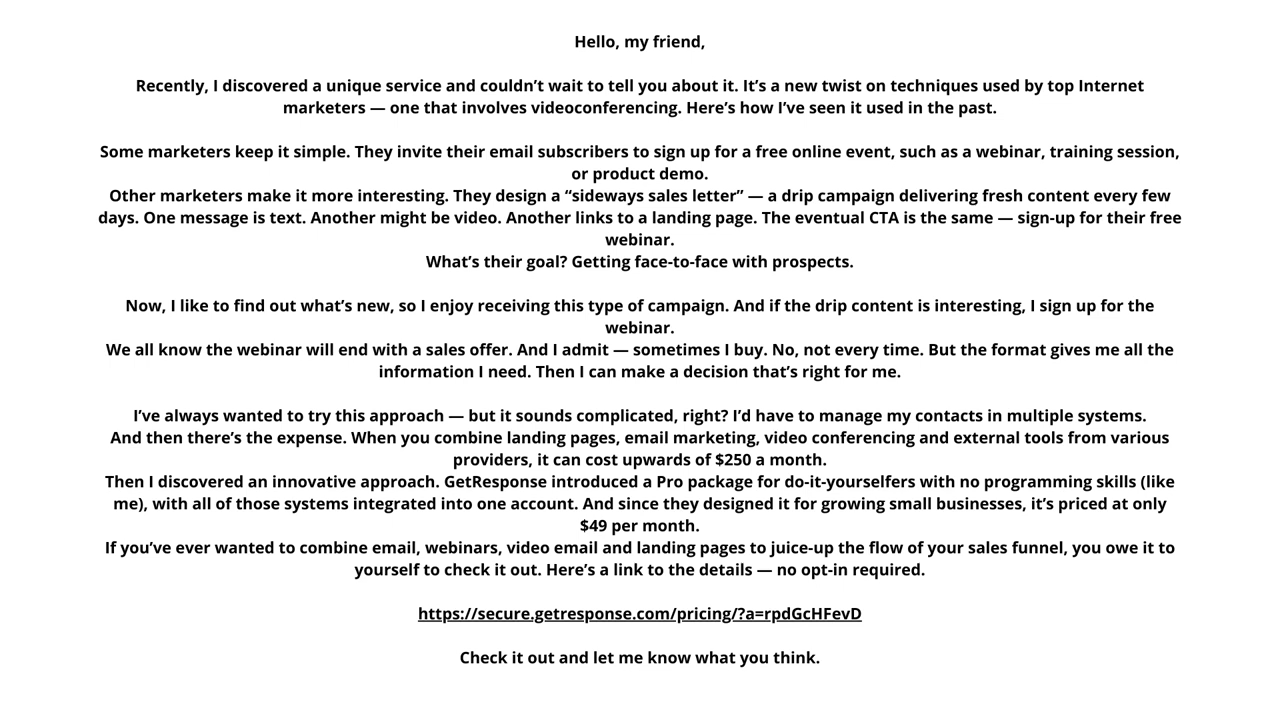 Hello, my friend,
Recently, I discovered a unique service and couldn’t wait to tell you about it. It’s a new twist on techniques used by top Internet
marketers — one that involves videoconferencing. Here’s how I’ve seen it used in the past.
Some marketers keep it simple. They invite their email subscribers to sign up for a free online event, such as a webinar, training session,
or product demo.
Other marketers make it more interesting. They design a “sideways sales letter” — a drip campaign delivering fresh content every few
days. One message is text. Another might be video. Another links to a landing page. The eventual CTA is the same — sign-up for their free
webinar.
What’s their goal? Getting face-to-face with prospects.
Now, I like to find out what’s new, so I enjoy receiving this type of campaign. And if the drip content is interesting, I sign up for the
webinar.
We all know the webinar will end with a sales offer. And I admit — sometimes I buy. No, not every time. But the format gives me all the
information I need. Then I can make a decision that’s right for me.
I’ve always wanted to try this approach — but it sounds complicated, right? I’d have to manage my contacts in multiple systems.
And then there’s the expense. When you combine landing pages, email marketing, video conferencing and external tools from various
providers, it can cost upwards of $250 a month.
Then I discovered an innovative approach. GetResponse introduced a Pro package for do-it-yourselfers with no programming skills (like
me), with all of those systems integrated into one account. And since they designed it for growing small businesses, it’s priced at only
$49 per month.
If you’ve ever wanted to combine email, webinars, video email and landing pages to juice-up the flow of your sales funnel, you owe it to
yourself to check it out. Here’s a link to the details — no opt-in required.
https://secure.getresponse.com/pricing/?a=rpdGcHFevD
Check it out and let me know what you think.